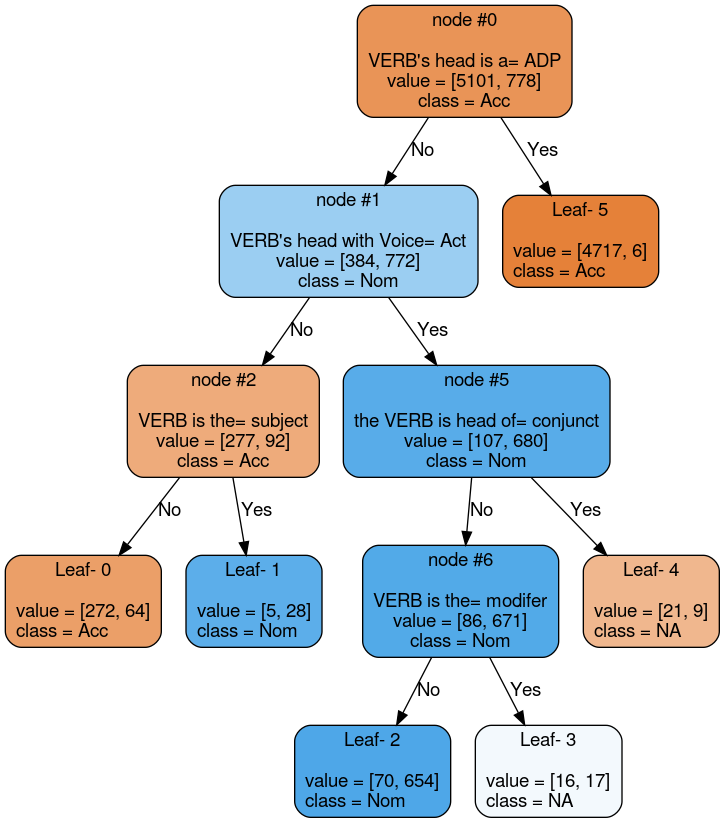 node #0
VERB's head is a= ADP
value = [5101, 778]
class = Acc
No
Yes
node #1
VERB's head with Voice= Act
value = [384, 772]
class = Nom
Leaf- 5
value = [4717, 6]
class = Acc
No
Yes
node #2
VERB is the= subject
value = [277, 92]
class = Acc
node #5
the VERB is head of= conjunct
value = [107, 680]
class = Nom
No
Yes
No
Yes
Leaf- 0
value = [272, 64]
class = Acc
Leaf- 1
value = [5, 28]
class = Nom
node #6
VERB is the= modifer
value = [86, 671]
class = Nom
Leaf- 4
value = [21, 9]
class = NA
No
Yes
Leaf- 2
value = [70, 654]
class = Nom
Leaf- 3
value = [16, 17]
class = NA